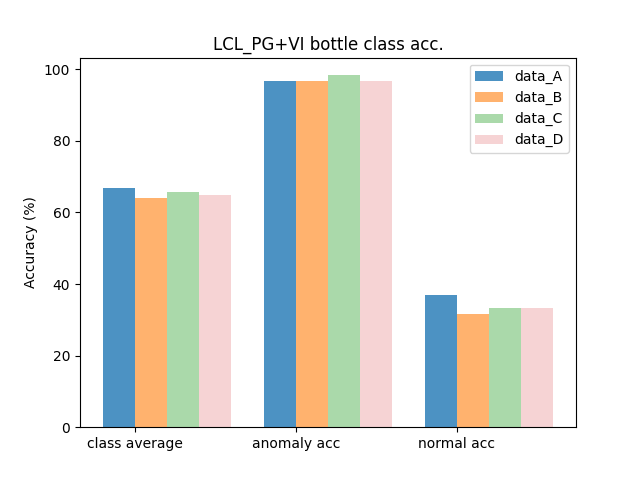 LCL_PG+VI bottle class acc.
100
80
60
40
20
0
Accuracy (%)
data_A
data_B
data_C
data_D
class average
anomaly acc
normal acc